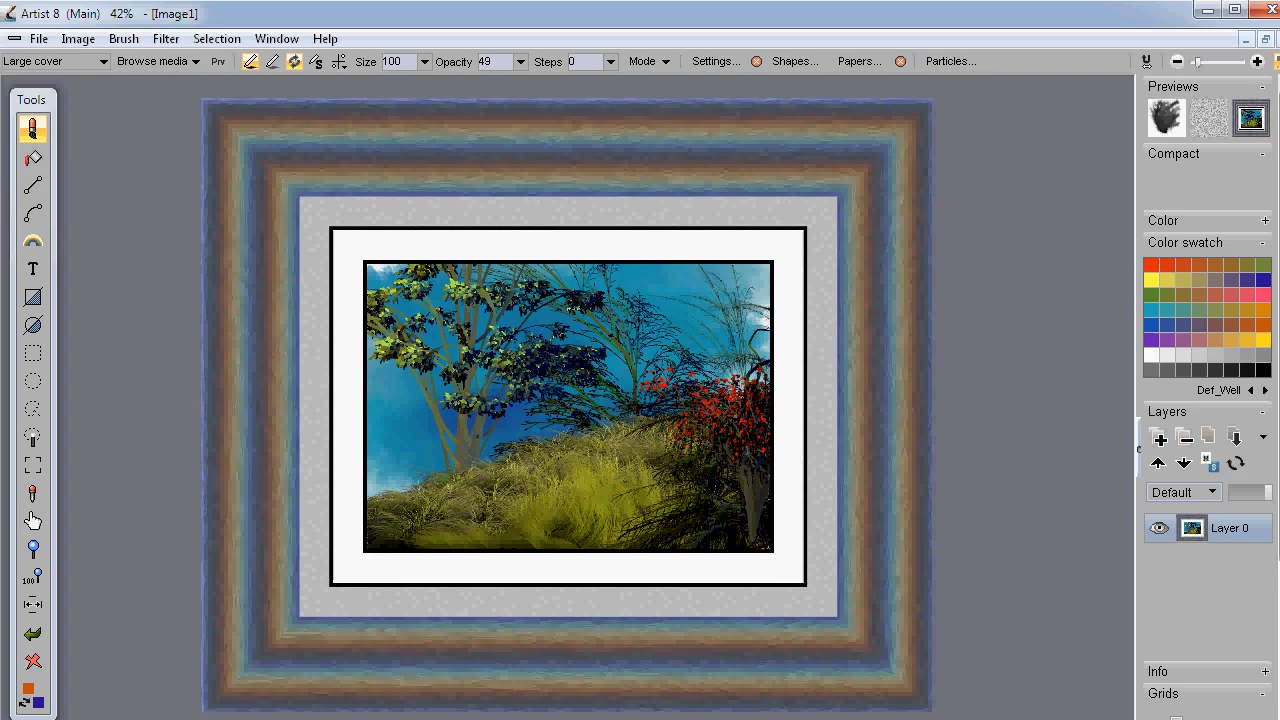 Artist 8 (Main) 42% - [Image1]
File Image Brush Filter Selection Window Help
Large cover Browse media Prv Size 100 Opacity 49 Steps 0 Mode Settings... Shapes... Papers... Particles...
Tools
100
Previews -
Compact -
Color +
Color swatch -
Def_Well
Layers -
M
S
Default
Layer 0
Info +
Grids -